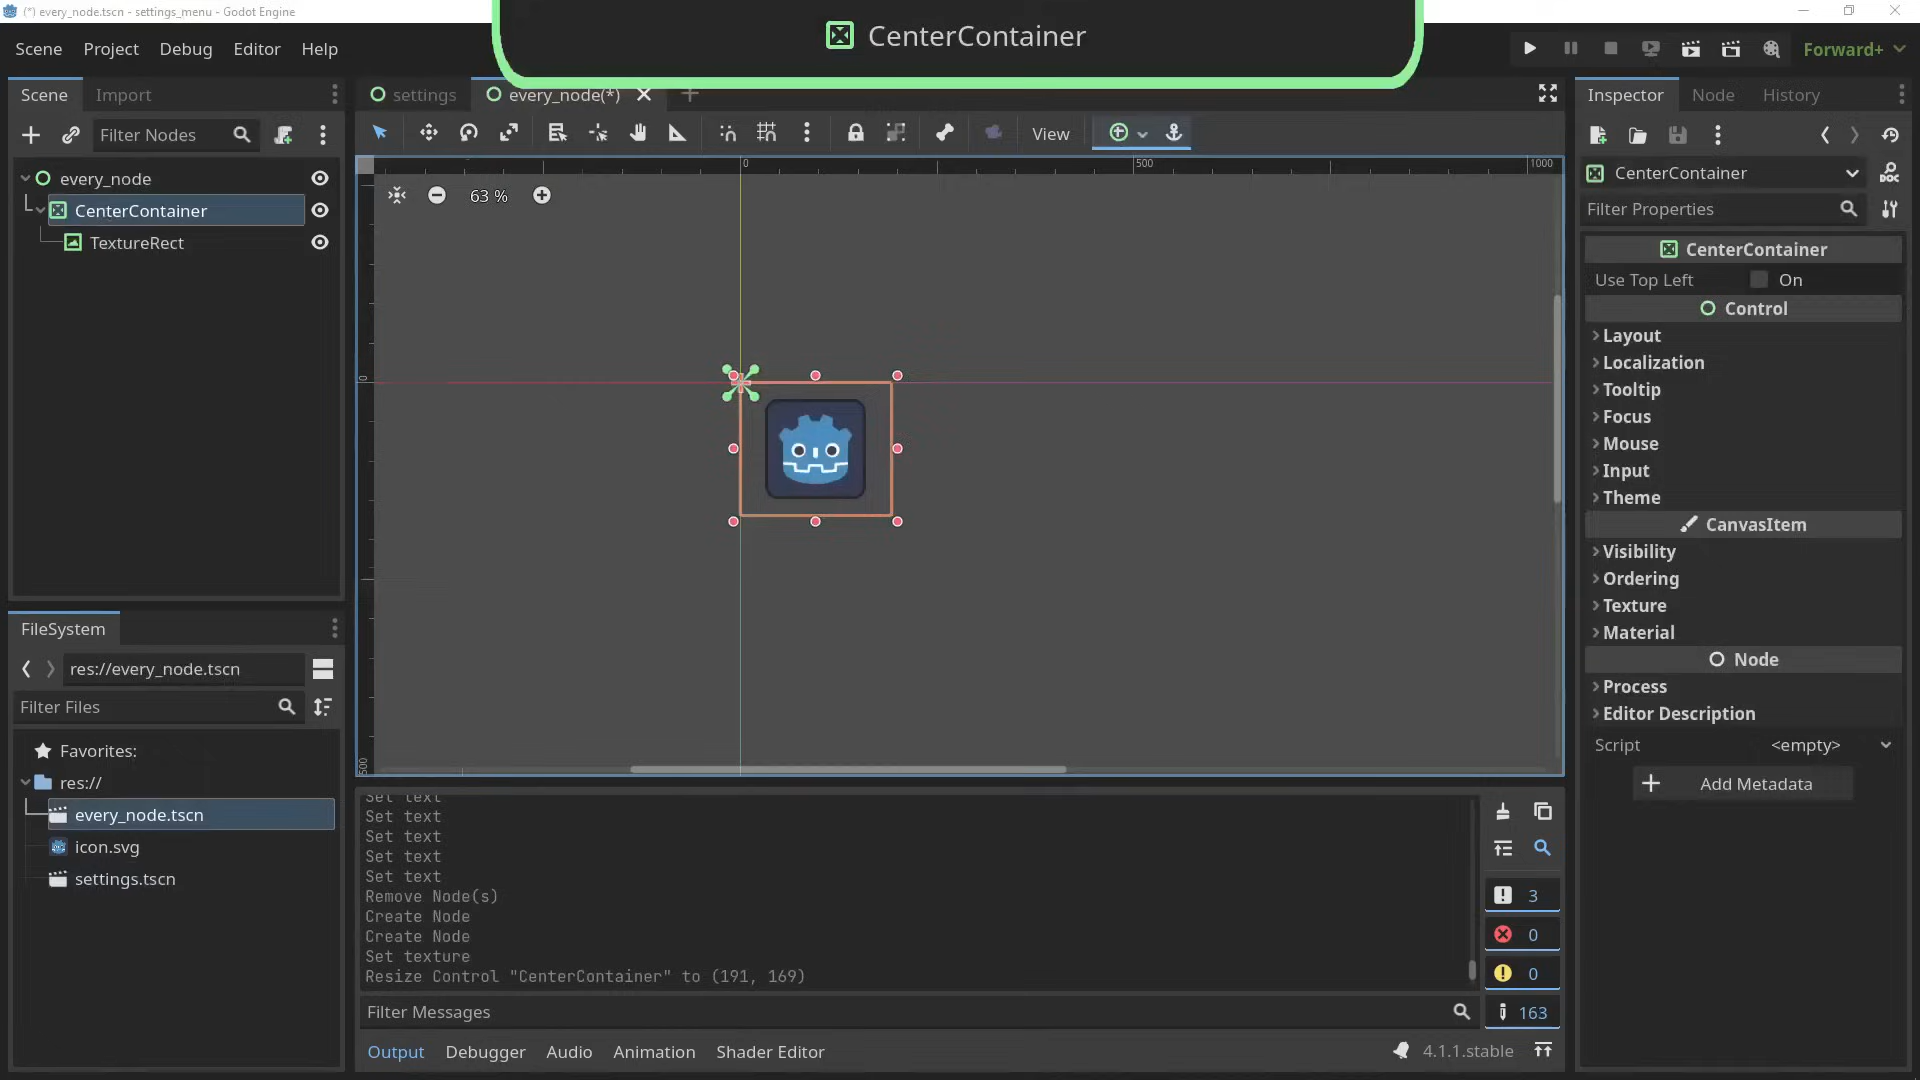 (*) every_node.tscn - settings_menu - Godot Engine
CenterContainer
Scene Project Debug Editor Help
Forward+
Scene Import
Filter Nodes
every_node
CenterContainer
TextureRect
settings every_node(*)
View
0 500 1000
63 %
0
500
Inspector Node History
CenterContainer
Filter Properties
CenterContainer
Use Top Left On
Control
Layout
Localization
Tooltip
Focus
Mouse
Input
Theme
CanvasItem
Visibility
Ordering
Texture
Material
Node
Process
Editor Description
Script <empty>
Add Metadata
FileSystem
res://every_node.tscn
Filter Files
Favorites:
res://
every_node.tscn
icon.svg
settings.tscn
Set text
Set text
Set text
Set text
Set text
Remove Node(s)
Create Node
Create Node
Set texture
Resize Control "CenterContainer" to (191, 169)
3
0
0
163
Filter Messages
Output Debugger Audio Animation Shader Editor
4.1.1.stable